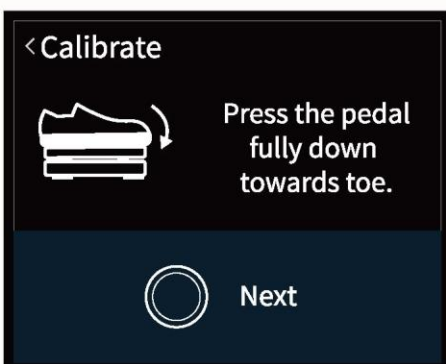 <Calibrate
Press the pedal
fully down
towards toe.
Next